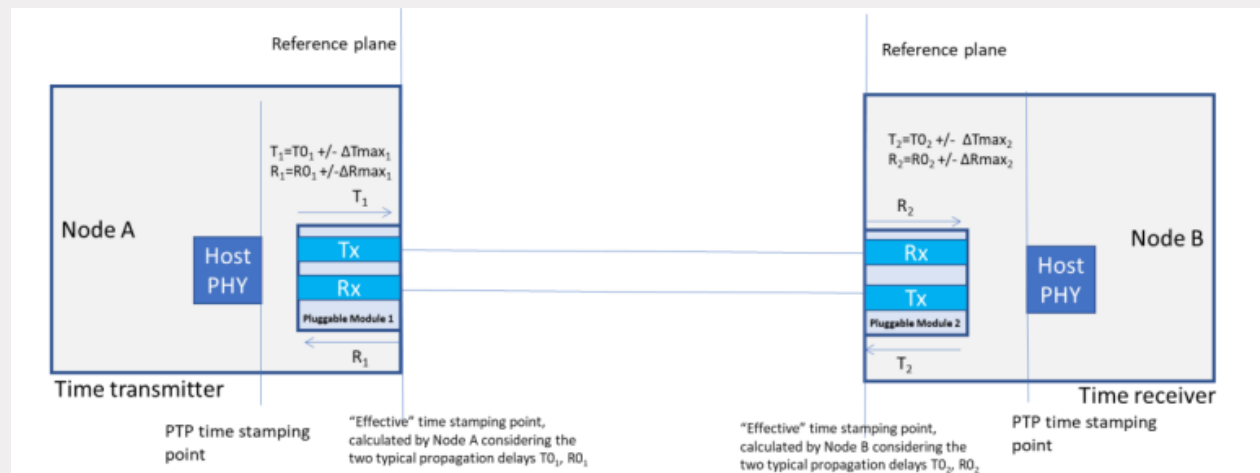 Reference plane
Reference plane
T₁=T0₁ +/- ΔTmax₁
R₁=R0₁ +/-ΔRmax₁
T₁
T₂=T0₂ +/- ΔTmax₂
R₂=R0₂ +/-ΔRmax₂
R₂
Node A
Host
PHY
Tx
Rx
Pluggable Module 1
R₁
Rx
Tx
Pluggable Module 2
T₂
Host
PHY
Node B
Time transmitter
Time receiver
PTP time stamping
point
"Effective" time stamping point,
calculated by Node A considering the
two typical propagation delays T0₁, R0₁
"Effective" time stamping point,
calculated by Node B considering the
two typical propagation delays T0₂, R0₂
PTP time stamping
point